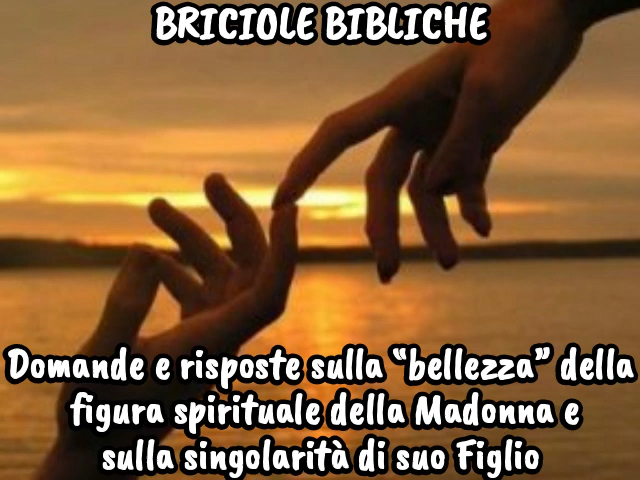 BRICIOLE BIBLICHE
Domande e risposte sulla “bellezza” della
figura spirituale della Madonna e
sulla singolarità di suo Figlio